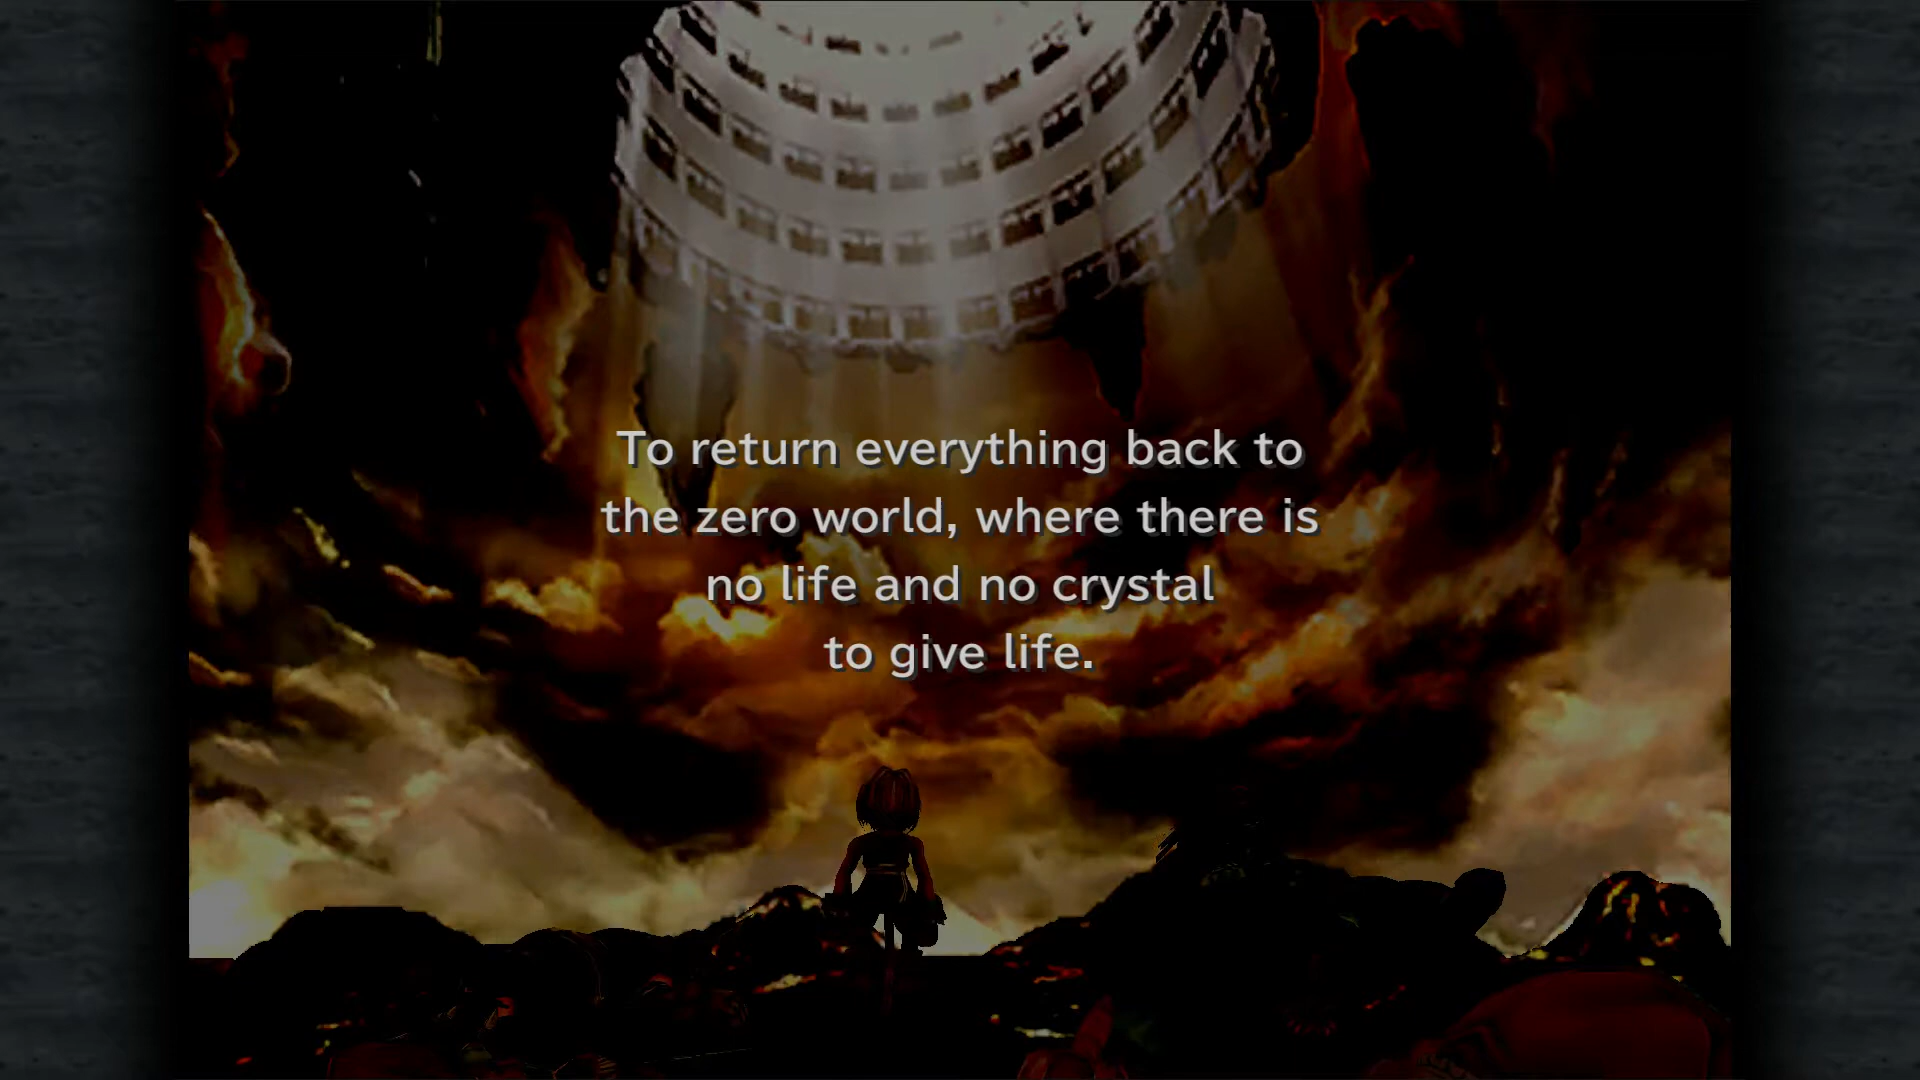 To return everything back to
the zero world, where there is
no life and no crystal
to give life.